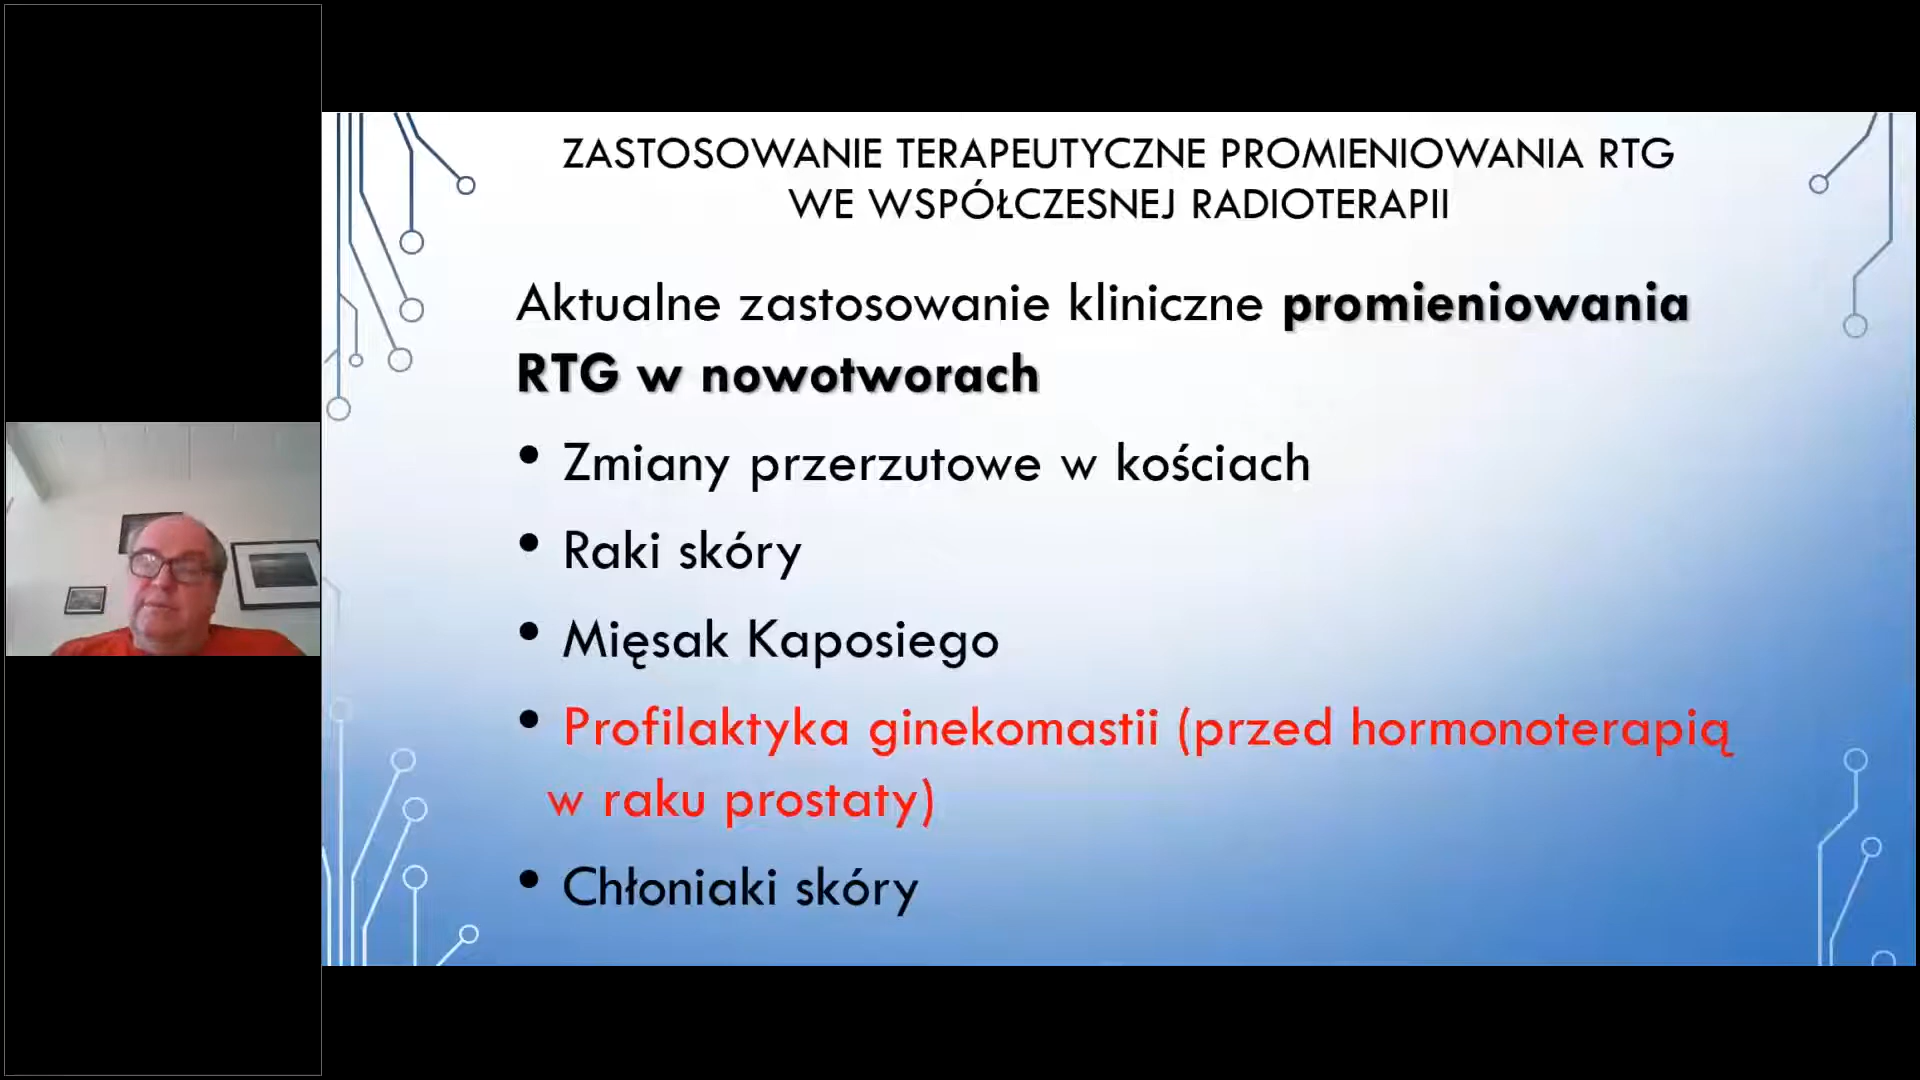 ZASTOSOWANIE TERAPEUTYCZNE PROMIENIOWANIA RTG
WE WSPÓŁCZESNEJ RADIOTERAPII
Aktualne zastosowanie kliniczne promieniowania
RTG w nowotworach
• Zmiany przerzutowe w kościach
• Raki skóry
• Mięsak Kaposiego
• Profilaktyka ginekomastii (przed hormonoterapią
w raku prostaty)
• Chłoniaki skóry